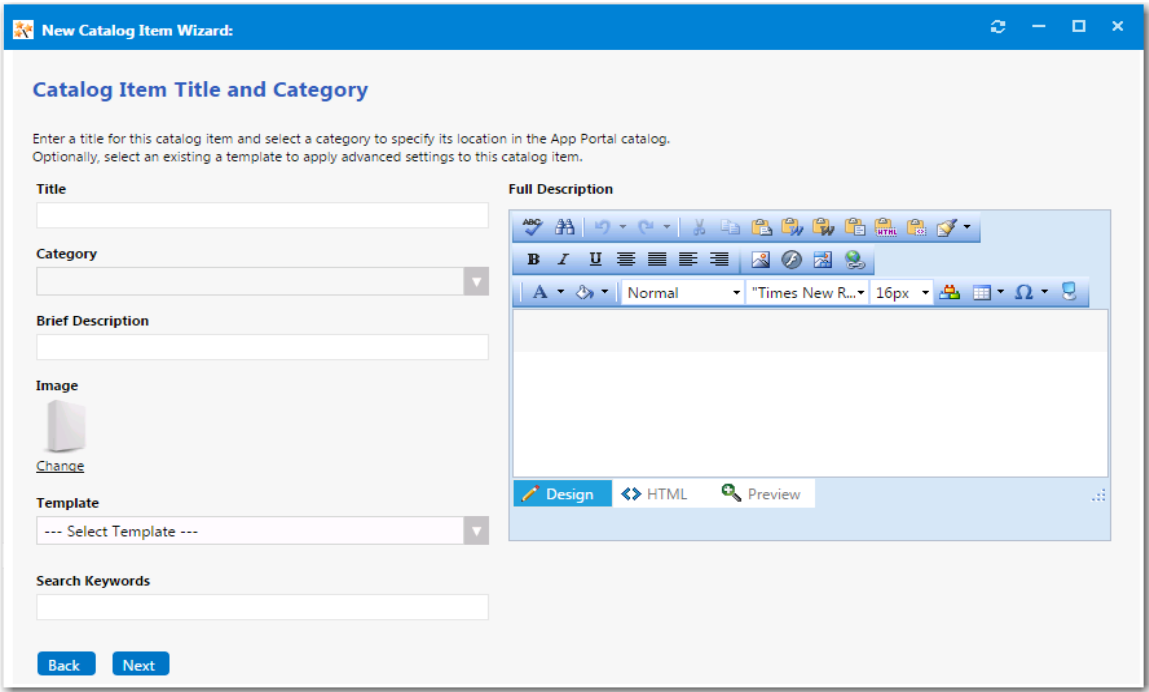 New Catalog Item Wizard:
Catalog Item Title and Category
Enter a title for this catalog item and select a category to specify its location in the App Portal catalog.
Optionally, select an existing a template to apply advanced settings to this catalog item.
Title
Category
Brief Description
Image
Change
Template
--- Select Template ---
Search Keywords
Back Next
Full Description
ABC
HTML
B I U
A Normal "Times New R... 16px Ω
Design HTML Preview